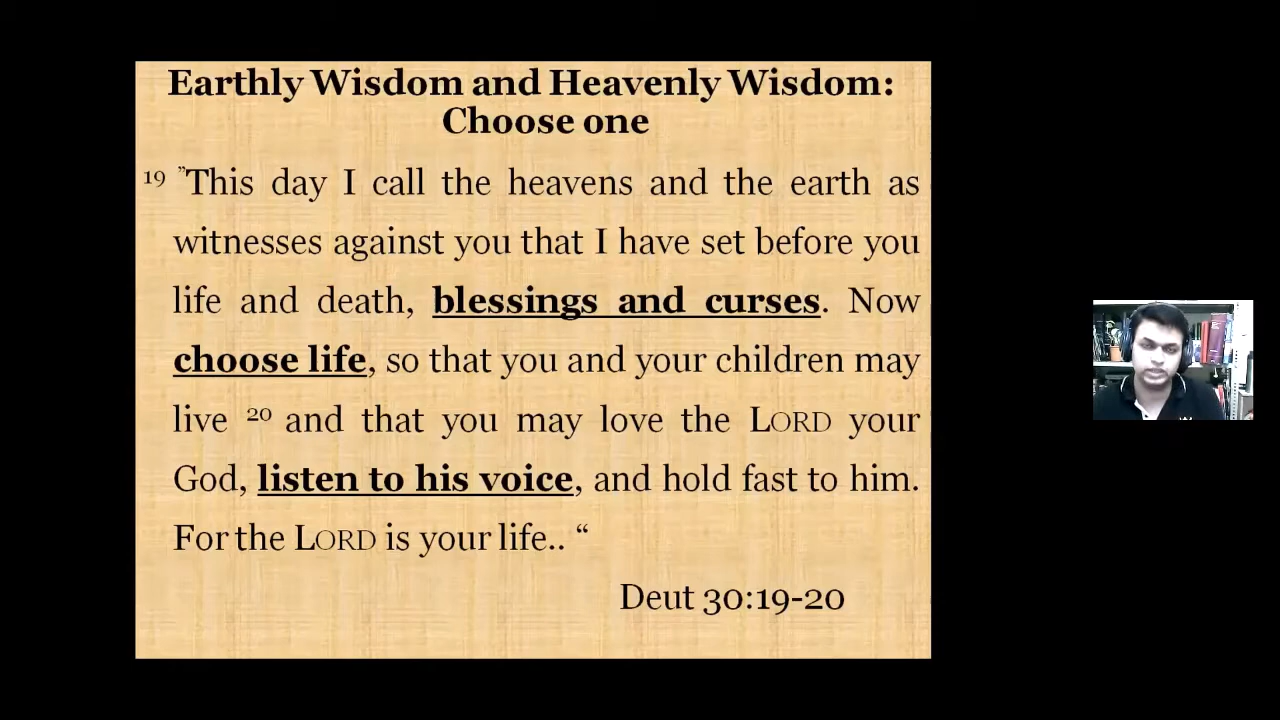 Earthly Wisdom and Heavenly Wisdom:
Choose one
19 ”This day I call the heavens and the earth as
witnesses against you that I have set before you
life and death, blessings and curses. Now
choose life, so that you and your children may
live 20 and that you may love the LORD your
God, listen to his voice, and hold fast to him.
For the LORD is your life.. “
Deut 30:19-20